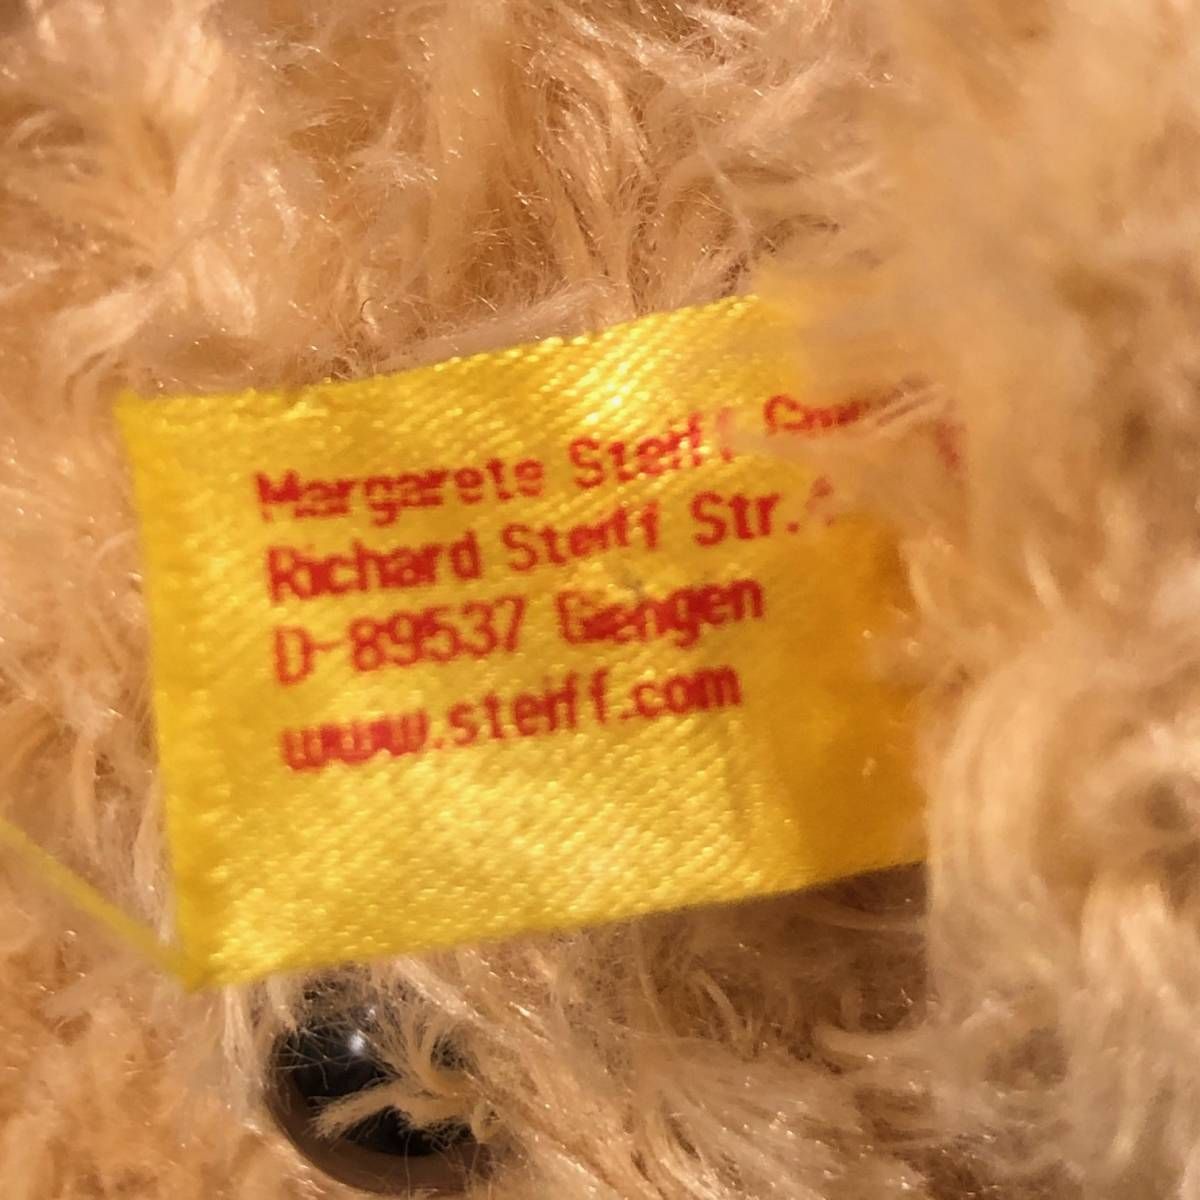 Margarete Steiff
Richard Steiff Str.
D-89537 Giengen
www.steiff.com